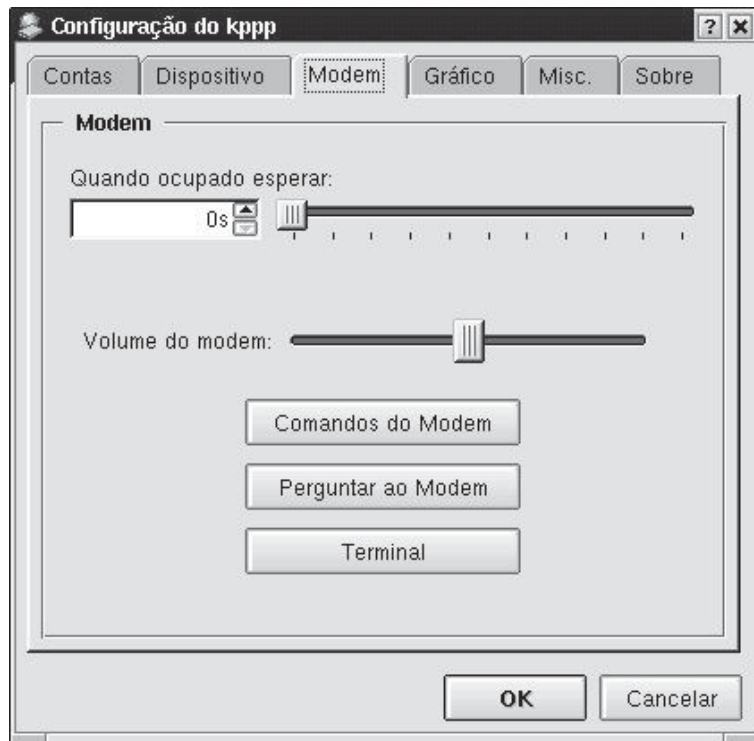 Configuração do kppp
Contas Dispositivo Modem Gráfico Misc. Sobre
Modem
Quando ocupado esperar:
0s
Volume do modem:
Comandos do Modem
Perguntar ao Modem
Terminal
OK Cancelar